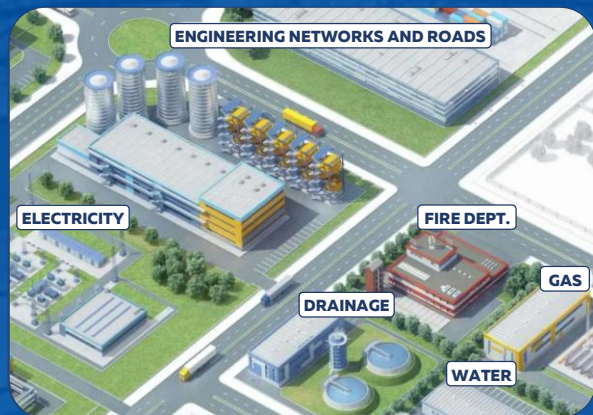 ENGINEERING NETWORKS AND ROADS
ELECTRICITY
FIRE DEPT.
GAS
DRAINAGE
WATER